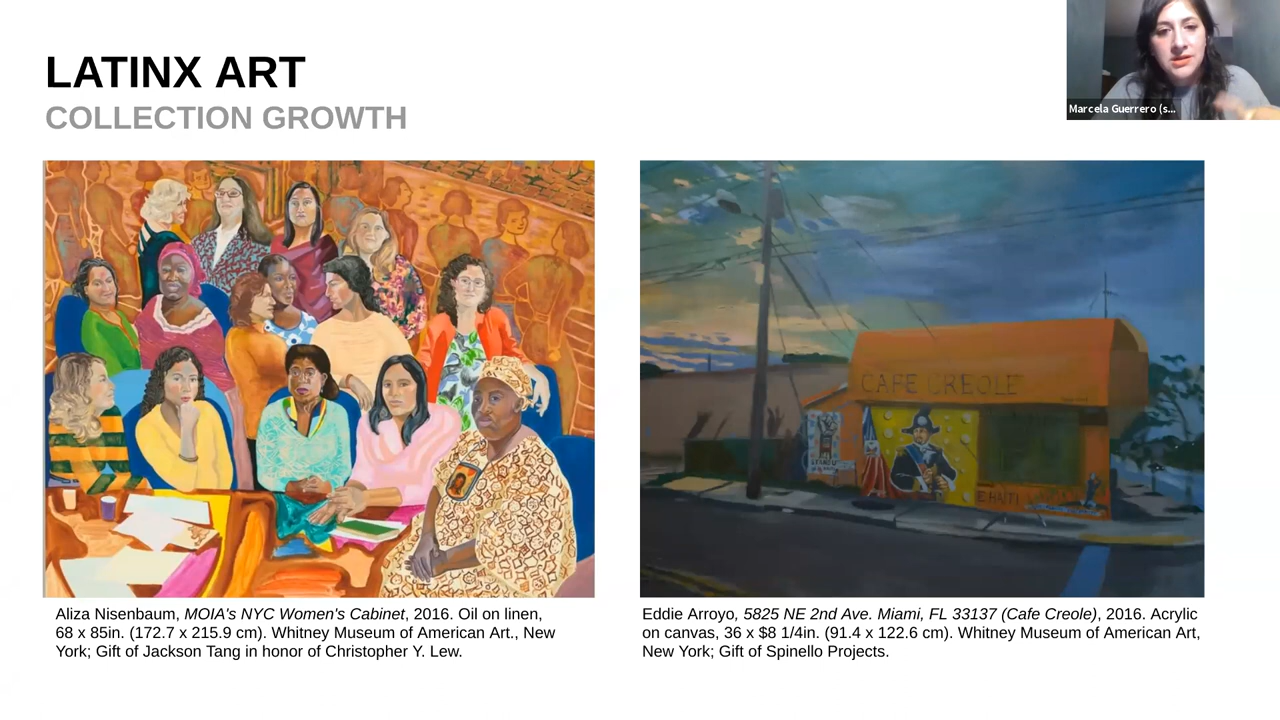 LATINX ART
COLLECTION GROWTH
Marcela Guerrero (s...
CAFE CREOLE
Aliza Nisenbaum, MOIA's NYC Women's Cabinet, 2016. Oil on linen,
68 x 85in. (172.7 x 215.9 cm). Whitney Museum of American Art., New
York; Gift of Jackson Tang in honor of Christopher Y. Lew.
Eddie Arroyo, 5825 NE 2nd Ave. Miami, FL 33137 (Cafe Creole), 2016. Acrylic
on canvas, 36 x $8 1/4in. (91.4 x 122.6 cm). Whitney Museum of American Art,
New York; Gift of Spinello Projects.